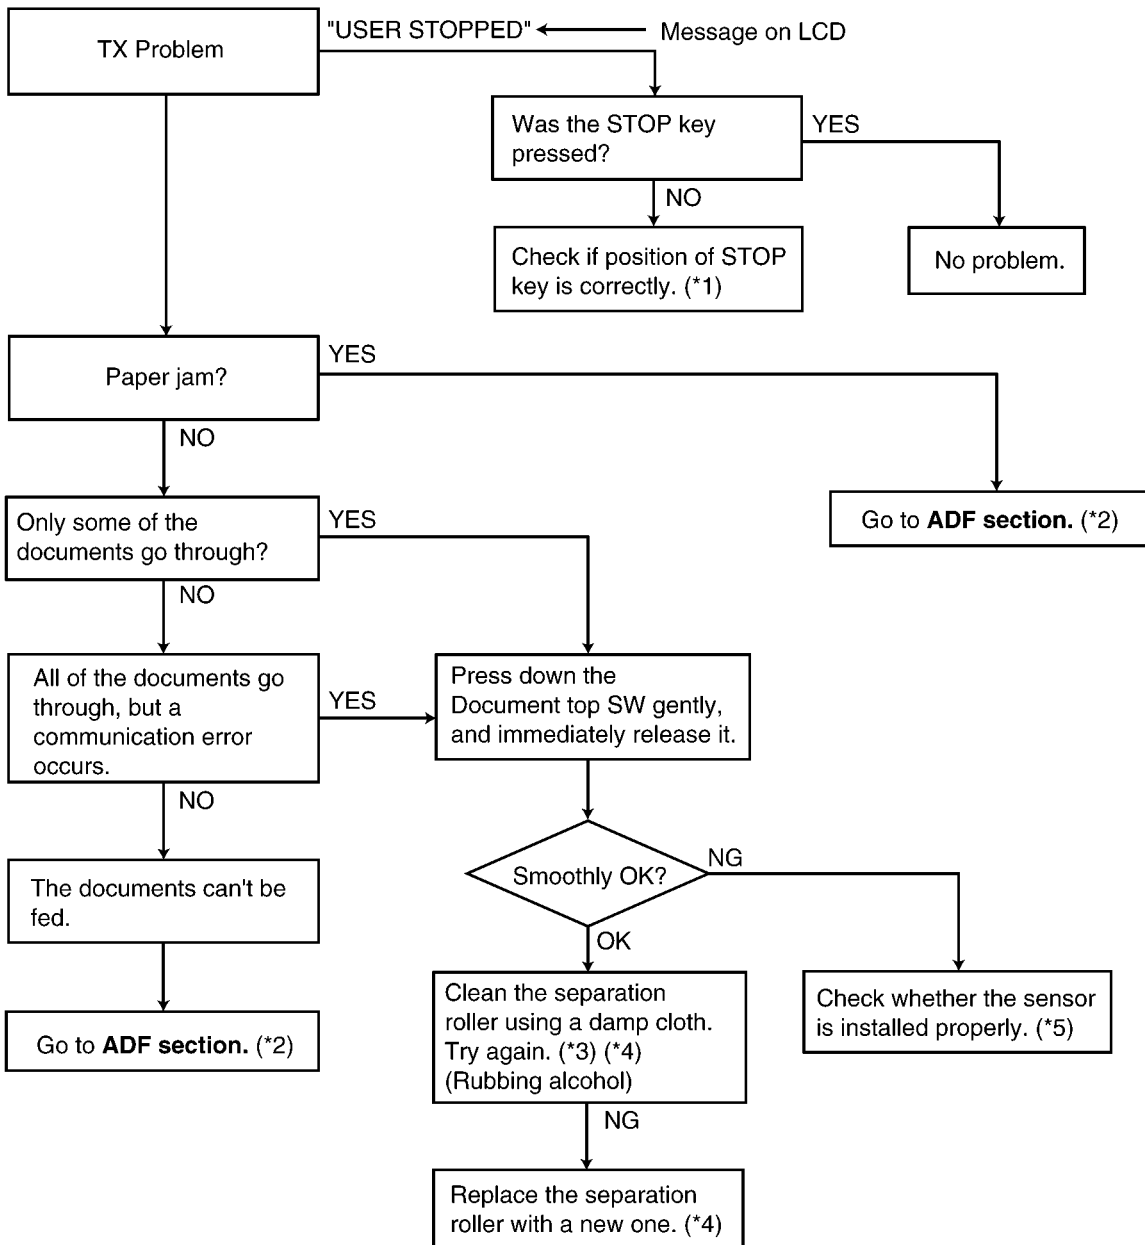 TX Problem
"USER STOPPED"
Message on LCD
Was the STOP key
pressed?
YES
NO
Check if position of STOP
key is correctly. (*1)
No problem.
Paper jam?
YES
NO
Go to ADF section. (*2)
Only some of the
documents go through?
YES
NO
All of the documents go
through, but a
communication error
occurs.
YES
NO
Press down the
Document top SW gently,
and immediately release it.
The documents can't be
fed.
Smoothly OK?
NG
OK
Go to ADF section. (*2)
Clean the separation
roller using a damp cloth.
Try again. (*3) (*4)
(Rubbing alcohol)
Check whether the sensor
is installed properly. (*5)
NG
Replace the separation
roller with a new one. (*4)